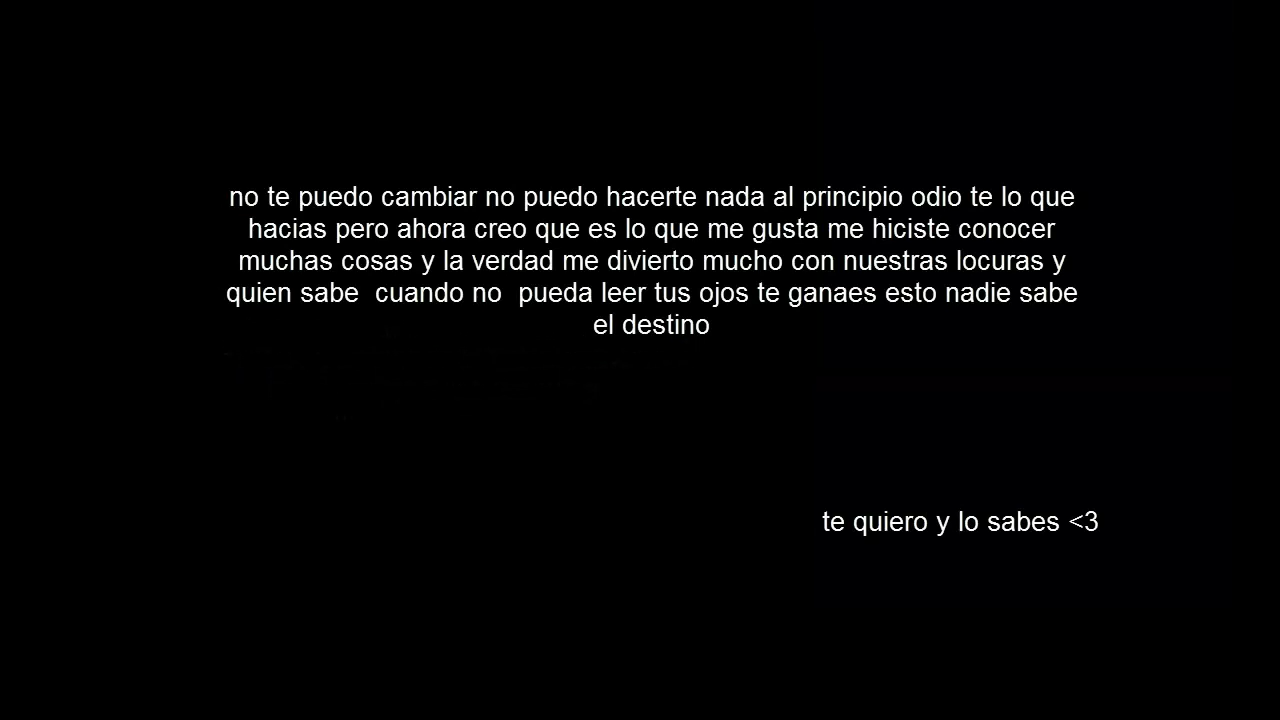 no te puedo cambiar no puedo hacerte nada al principio odio te lo que
hacias pero ahora creo que es lo que me gusta me hiciste conocer
muchas cosas y la verdad me divierto mucho con nuestras locuras y
quien sabe  cuando no  pueda leer tus ojos te ganaes esto nadie sabe
el destino
te quiero y lo sabes <3